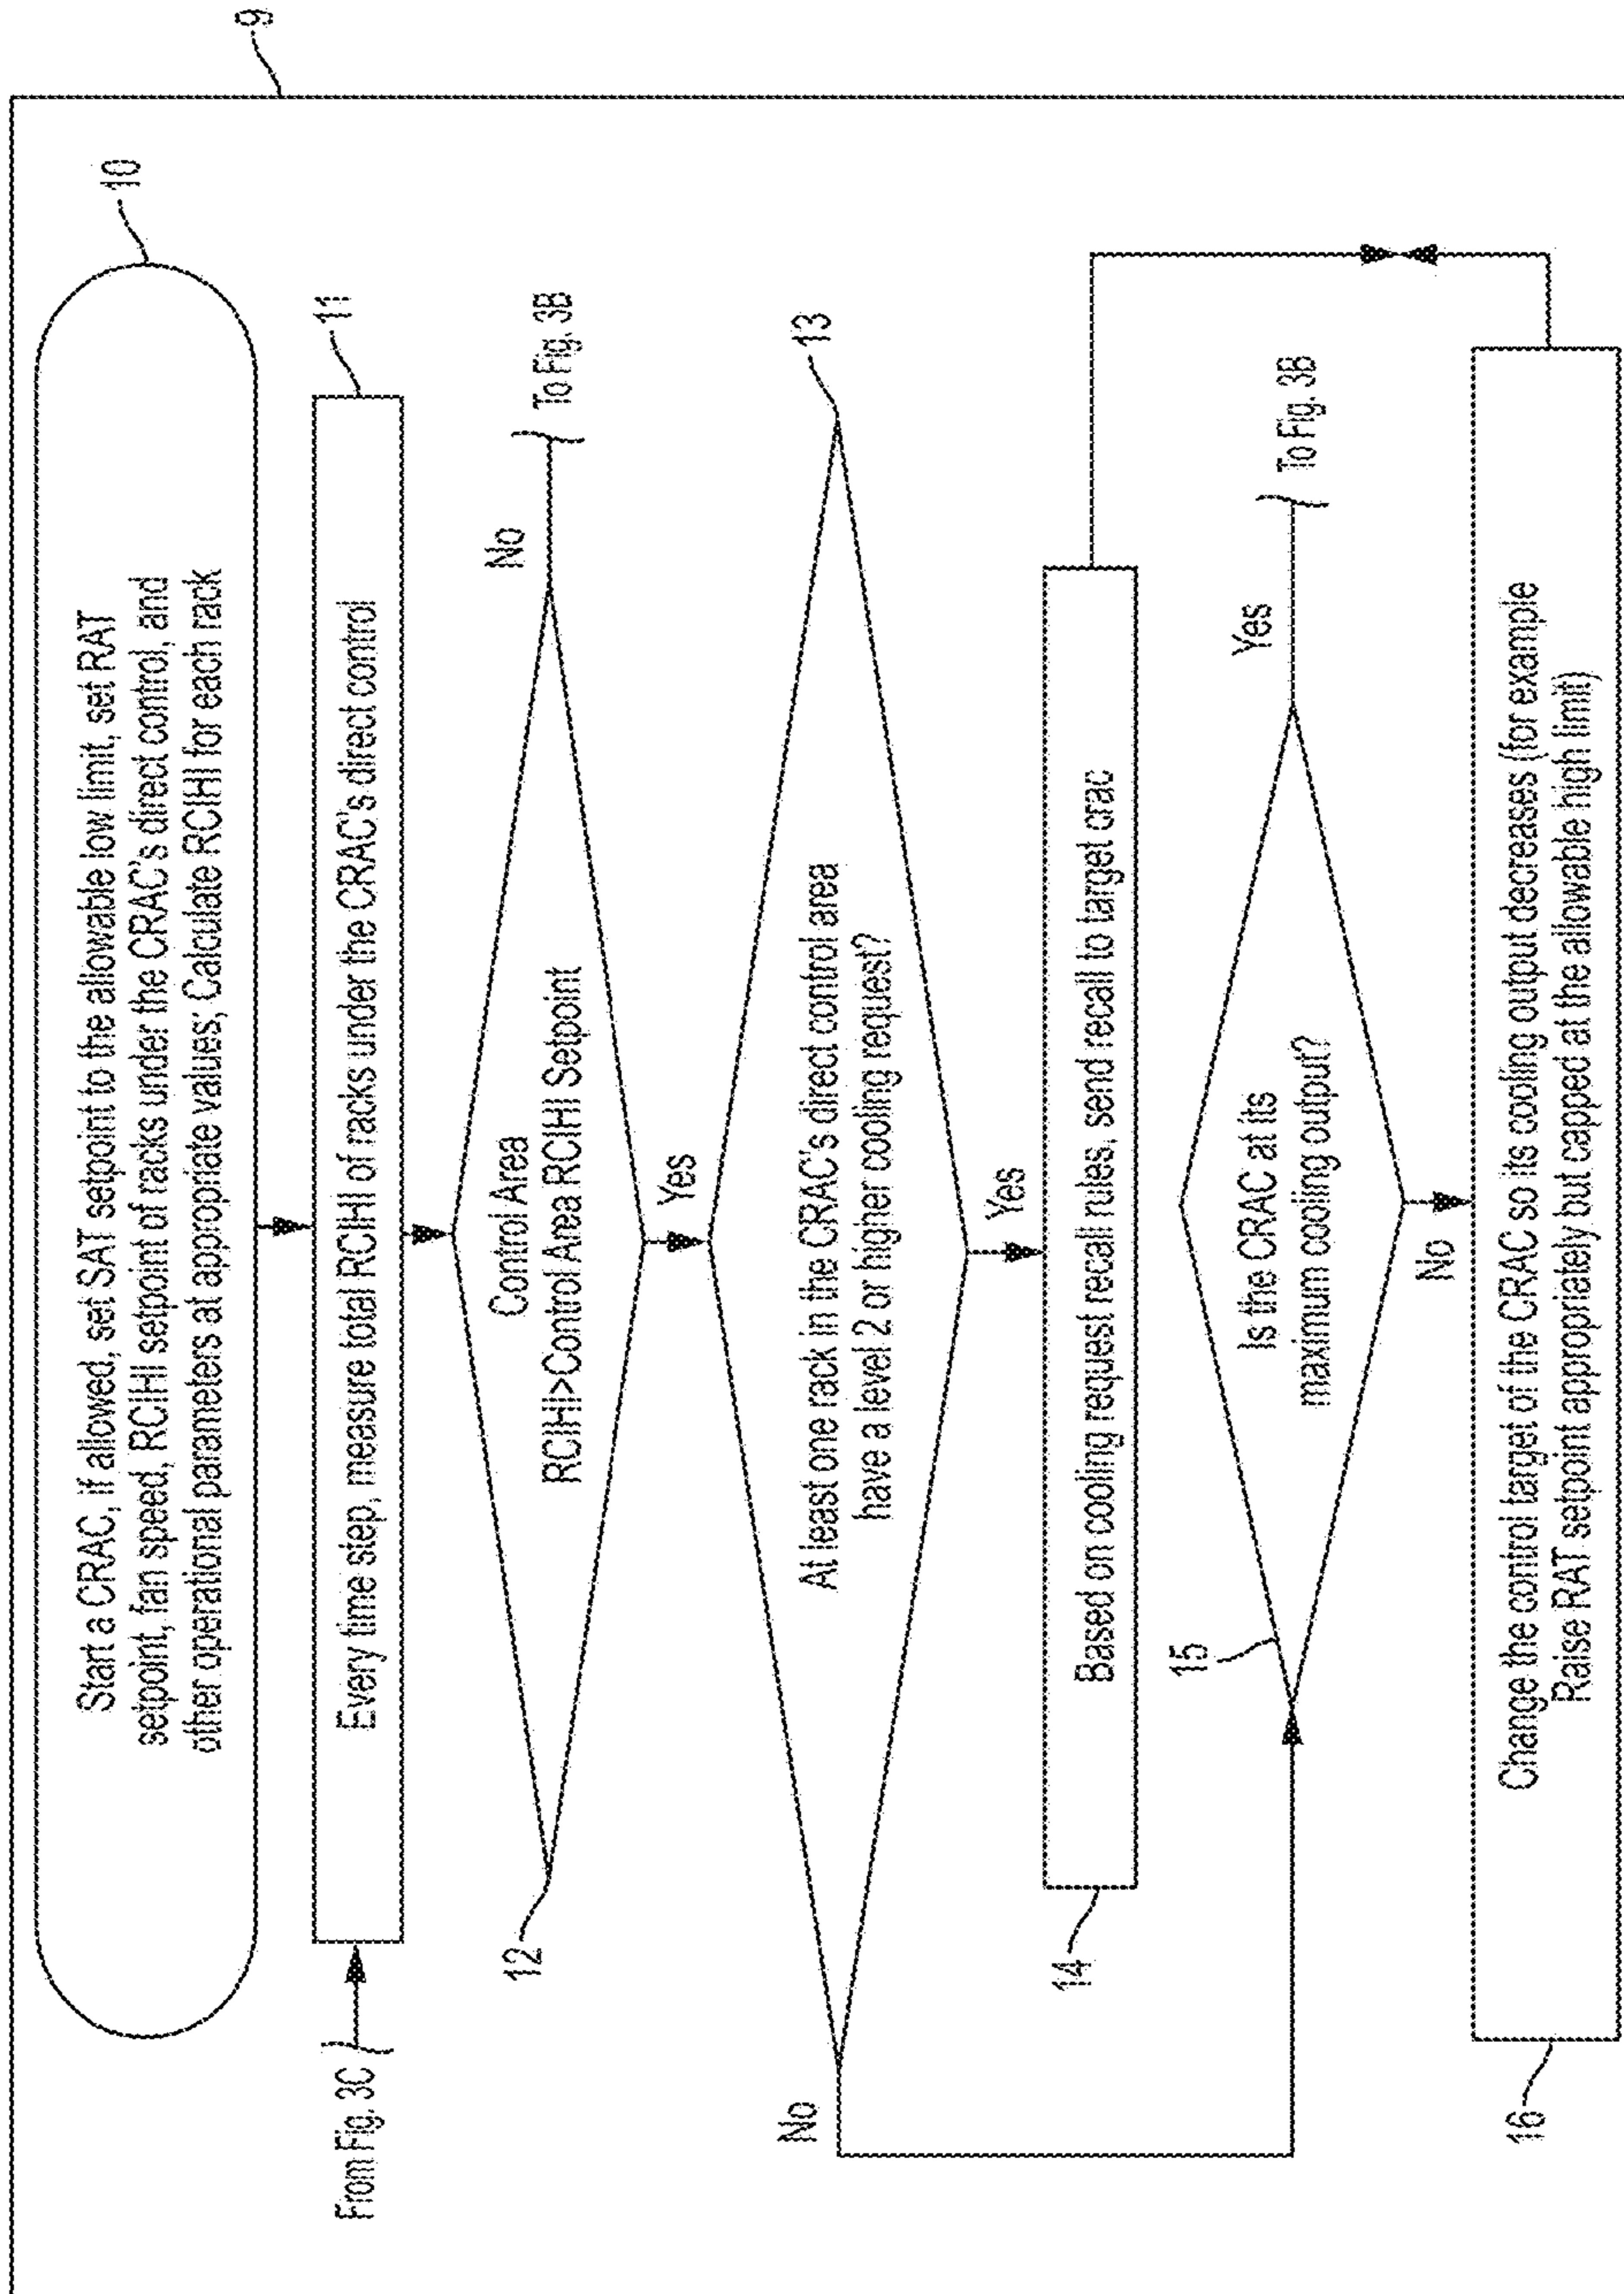 9
10
Start a CRAC, if allowed, set SAT setpoint to the allowable low limit, set RAT
setpoint, fan speed, RCIHI setpoint of racks under the CRAC's direct control, and
other operational parameters at appropriate values; Calculate RCIHI for each rack
From Fig. 3C
11
Every time step, measure total RCIHI of racks under the CRAC's direct control
12
Control Area
RCIHI>Control Area RCIHI Setpoint
No
To Fig. 3B
Yes
13
At least one rack in the CRAC's direct control area
have a level 2 or higher cooling request?
No
Yes
14
Based on cooling request recall rules, send recall to target crac
15
Is the CRAC at its
maximum cooling output?
Yes
To Fig. 3B
No
16
Change the control target of the CRAC so its cooling output decreases (for example
Raise RAT setpoint appropriately but capped at the allowable high limit)